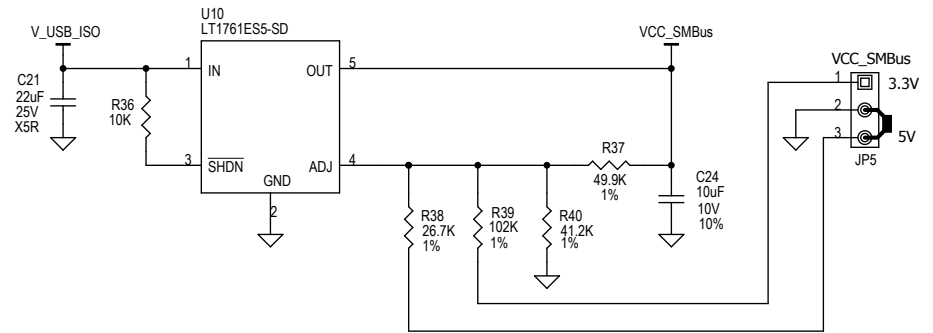 U10
LT1761ES5-SD
V_USB_ISO
VCC_SMBus
VCC_SMBus
1
IN
OUT
5
1
3.3V
C21
22uF
25V
X5R
R36
10K
2
3
5V
JP5
3
SHDN
ADJ
4
GND
2
R37
49.9K
1%
C24
10uF
10V
10%
R38
26.7K
1%
R39
102K
1%
R40
41.2K
1%